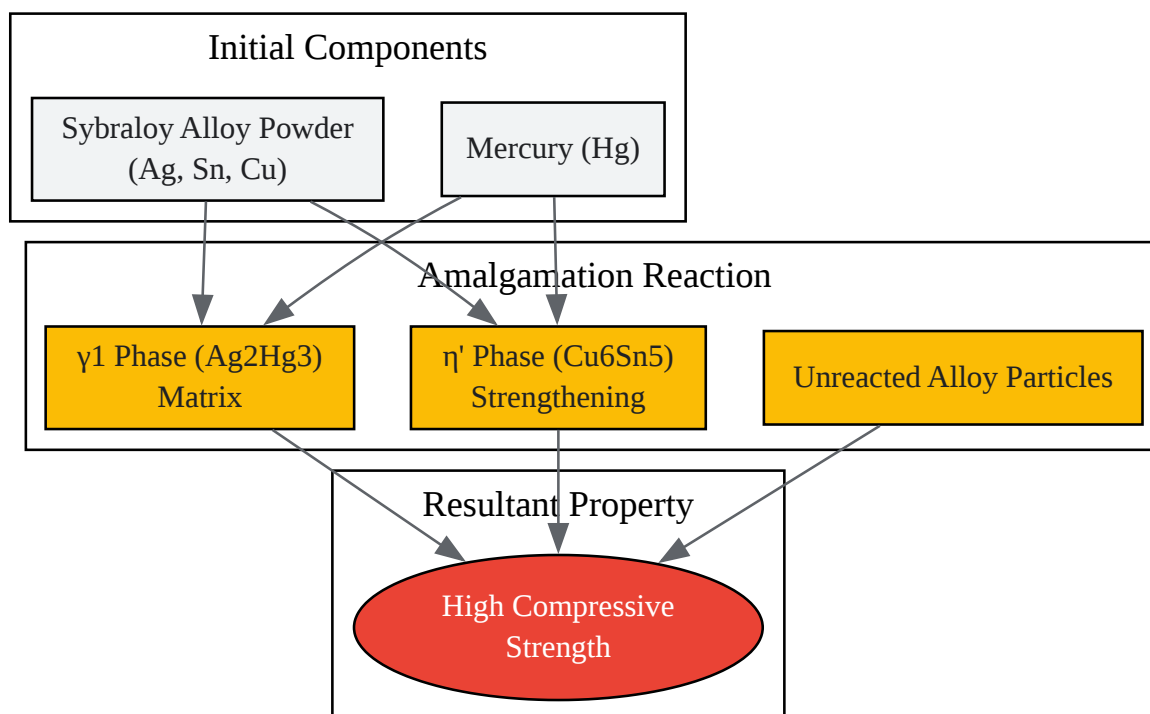 Initial Components
Sybraloy Alloy Powder
(Ag, Sn, Cu)
Mercury (Hg)
Amalgamation Reaction
γ1 Phase (Ag2Hg3)
Matrix
η' Phase (Cu6Sn5)
Strengthening
Unreacted Alloy Particles
Resultant Property
High Compressive
Strength